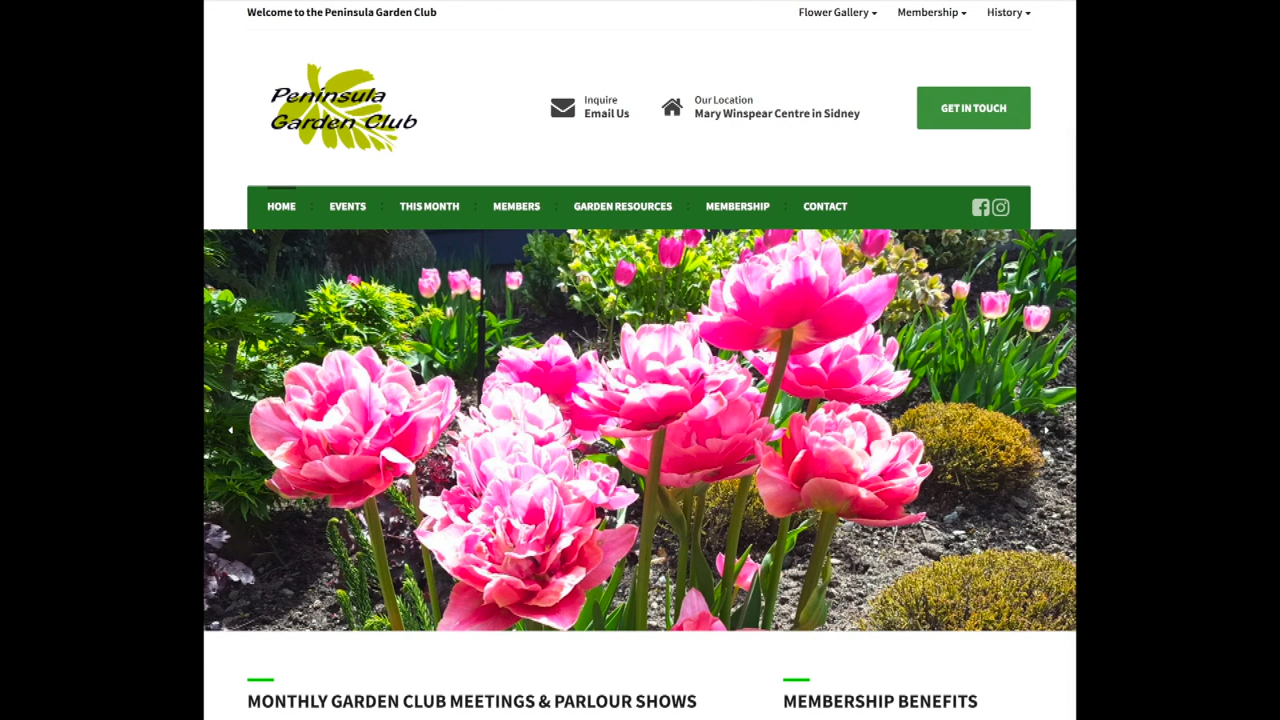 Welcome to the Peninsula Garden Club
Flower Gallery Membership History
Peninsula
Garden Club
Inquire
Email Us
Our Location
Mary Winspear Centre in Sidney
GET IN TOUCH
HOME EVENTS THIS MONTH MEMBERS GARDEN RESOURCES MEMBERSHIP CONTACT
MONTHLY GARDEN CLUB MEETINGS & PARLOUR SHOWS
MEMBERSHIP BENEFITS